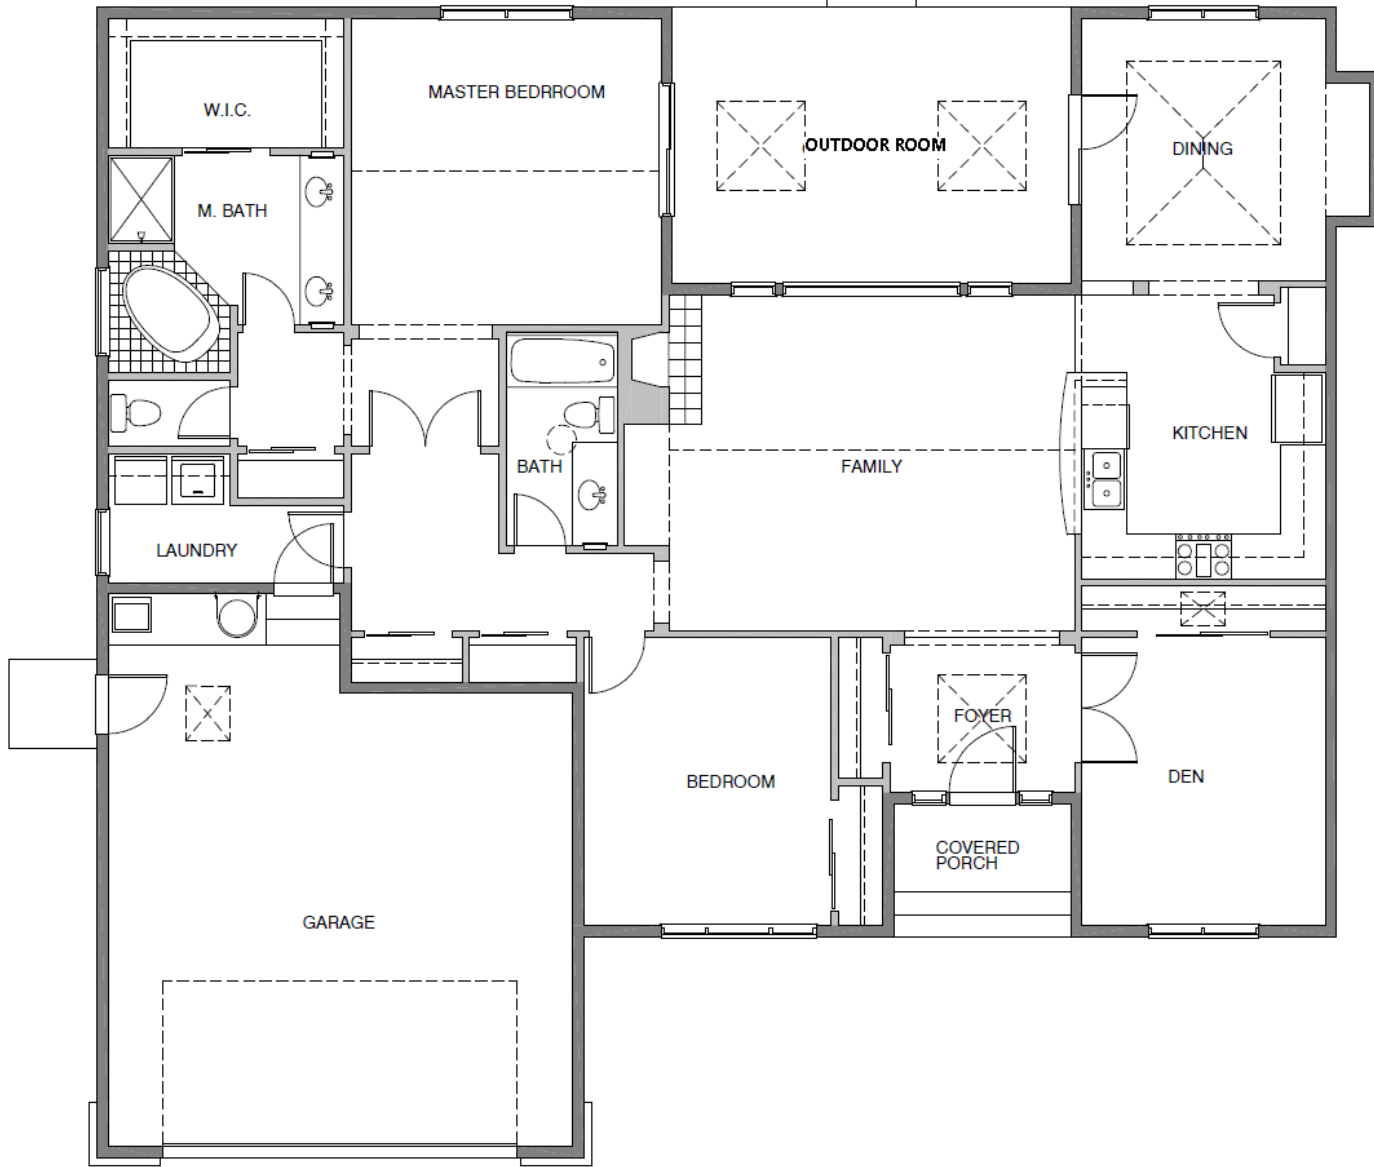 MASTER BEDRROOM
W.I.C.
OUTDOOR ROOM
DINING
M. BATH
KITCHEN
BATH
FAMILY
LAUNDRY
FOYER
BEDROOM
DEN
COVERED
PORCH
GARAGE